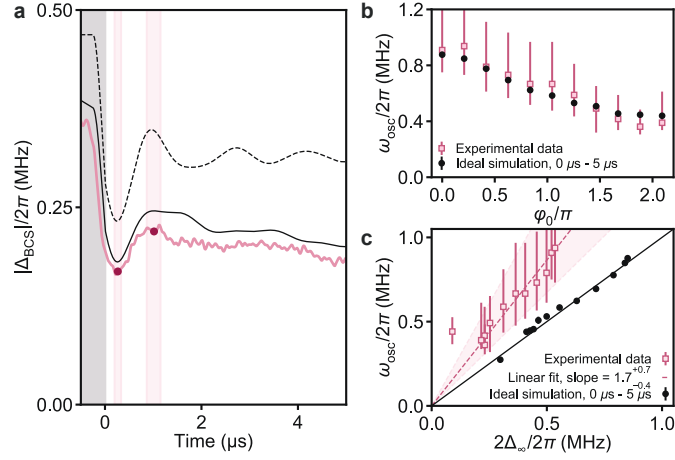 a
0.50
0.25
0.00
|Δ_BCS|/2π (MHz)
0
2
4
Time (μs)
b
1.2
0.8
0.4
0.0
ω_osc/2π (MHz)
Experimental data
Ideal simulation, 0 μs - 5 μs
0.0
0.5
1.0
1.5
2.0
φ₀/π
c
1.0
0.5
0.0
ω_osc/2π (MHz)
Experimental data
Linear fit, slope = 1.7^{+0.7}_{−0.4}
Ideal simulation, 0 μs - 5 μs
0.0
0.5
1.0
2Δ_∞/2π (MHz)